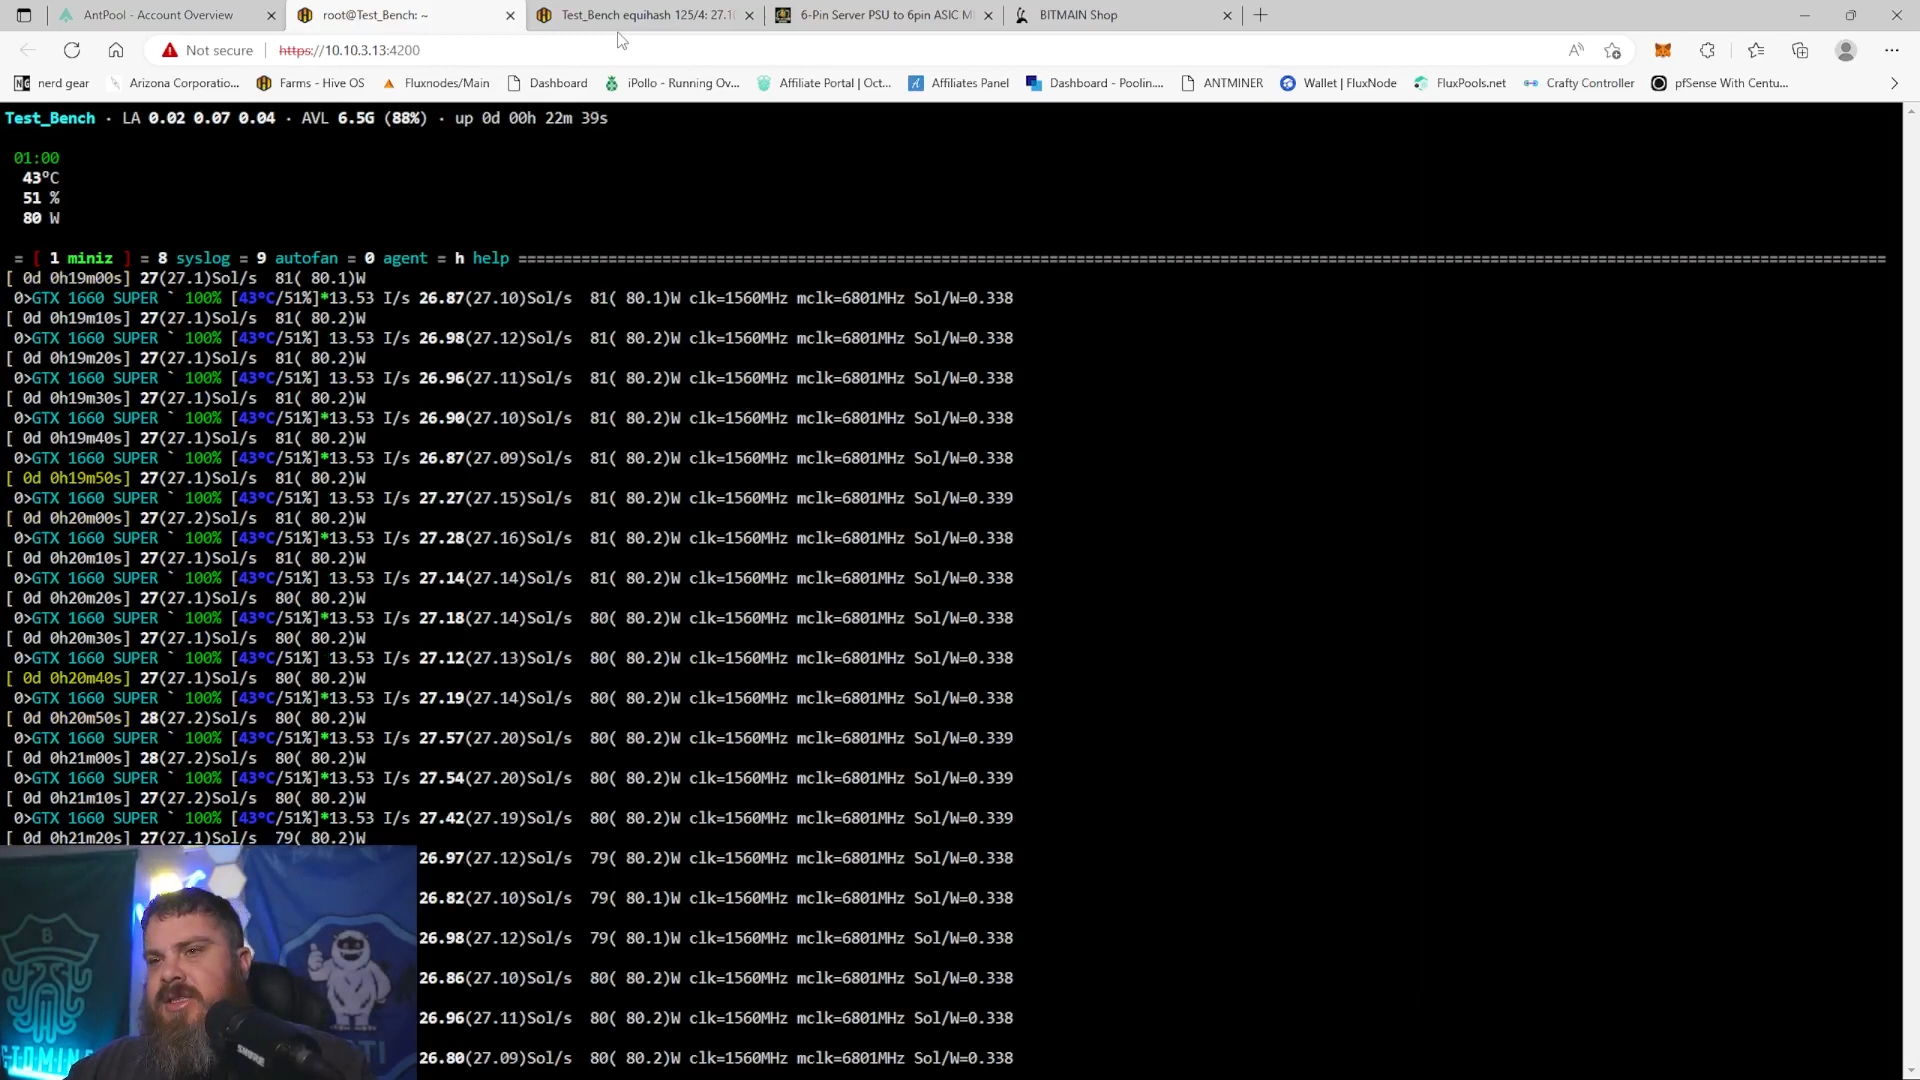 AntPool - Account Overview
root@Test_Bench: ~
Test_Bench equihash 125/4: 27.10
6-Pin Server PSU to 6pin ASIC M
BITMAIN Shop
Not secure
https://10.10.3.13:4200
nerd gear
Arizona Corporatio...
Farms - Hive OS
Fluxnodes/Main
Dashboard
iPollo - Running Ov...
Affiliate Portal | Oct...
Affiliates Panel
Dashboard - Poolin....
ANTMINER
Wallet | FluxNode
FluxPools.net
Crafty Controller
pfSense With Centu...
Test_Bench · LA 0.02 0.07 0.04 · AVL 6.5G (88%) · up 0d 00h 22m 39s
01:00
43°C
51 %
80 W
= [ 1 miniz ] = 8 syslog = 9 autofan = 0 agent = h help ========
[ 0d 0h19m00s] 27(27.1)Sol/s 81( 80.1)W
0>GTX 1660 SUPER ` 100% [43°C/51%]*13.53 I/s 26.87(27.10)Sol/s 81( 80.1)W clk=1560MHz mclk=6801MHz Sol/W=0.338
[ 0d 0h19m10s] 27(27.1)Sol/s 81( 80.2)W
0>GTX 1660 SUPER ` 100% [43°C/51%] 13.53 I/s 26.98(27.12)Sol/s 81( 80.2)W clk=1560MHz mclk=6801MHz Sol/W=0.338
[ 0d 0h19m20s] 27(27.1)Sol/s 81( 80.2)W
0>GTX 1660 SUPER ` 100% [43°C/51%] 13.53 I/s 26.96(27.11)Sol/s 81( 80.2)W clk=1560MHz mclk=6801MHz Sol/W=0.338
[ 0d 0h19m30s] 27(27.1)Sol/s 81( 80.2)W
0>GTX 1660 SUPER ` 100% [43°C/51%]*13.53 I/s 26.90(27.10)Sol/s 81( 80.2)W clk=1560MHz mclk=6801MHz Sol/W=0.338
[ 0d 0h19m40s] 27(27.1)Sol/s 81( 80.2)W
0>GTX 1660 SUPER ` 100% [43°C/51%]*13.53 I/s 26.87(27.09)Sol/s 81( 80.2)W clk=1560MHz mclk=6801MHz Sol/W=0.338
[ 0d 0h19m50s] 27(27.1)Sol/s 81( 80.2)W
0>GTX 1660 SUPER ` 100% [43°C/51%] 13.53 I/s 27.27(27.15)Sol/s 81( 80.2)W clk=1560MHz mclk=6801MHz Sol/W=0.339
[ 0d 0h20m00s] 27(27.2)Sol/s 81( 80.2)W
0>GTX 1660 SUPER ` 100% [43°C/51%]*13.53 I/s 27.28(27.16)Sol/s 81( 80.2)W clk=1560MHz mclk=6801MHz Sol/W=0.338
[ 0d 0h20m10s] 27(27.1)Sol/s 81( 80.2)W
0>GTX 1660 SUPER ` 100% [43°C/51%] 13.53 I/s 27.14(27.14)Sol/s 81( 80.2)W clk=1560MHz mclk=6801MHz Sol/W=0.338
[ 0d 0h20m20s] 27(27.1)Sol/s 80( 80.2)W
0>GTX 1660 SUPER ` 100% [43°C/51%]*13.53 I/s 27.18(27.14)Sol/s 80( 80.2)W clk=1560MHz mclk=6801MHz Sol/W=0.338
[ 0d 0h20m30s] 27(27.1)Sol/s 80( 80.2)W
0>GTX 1660 SUPER ` 100% [43°C/51%] 13.53 I/s 27.12(27.13)Sol/s 80( 80.2)W clk=1560MHz mclk=6801MHz Sol/W=0.338
[ 0d 0h20m40s] 27(27.1)Sol/s 80( 80.2)W
0>GTX 1660 SUPER ` 100% [43°C/51%]*13.53 I/s 27.19(27.14)Sol/s 80( 80.2)W clk=1560MHz mclk=6801MHz Sol/W=0.338
[ 0d 0h20m50s] 28(27.2)Sol/s 80( 80.2)W
0>GTX 1660 SUPER ` 100% [43°C/51%]*13.53 I/s 27.57(27.20)Sol/s 80( 80.2)W clk=1560MHz mclk=6801MHz Sol/W=0.339
[ 0d 0h21m00s] 28(27.2)Sol/s 80( 80.2)W
0>GTX 1660 SUPER ` 100% [43°C/51%]*13.53 I/s 27.54(27.20)Sol/s 80( 80.2)W clk=1560MHz mclk=6801MHz Sol/W=0.339
[ 0d 0h21m10s] 27(27.2)Sol/s 80( 80.2)W
0>GTX 1660 SUPER ` 100% [43°C/51%]*13.53 I/s 27.42(27.19)Sol/s 80( 80.2)W clk=1560MHz mclk=6801MHz Sol/W=0.339
[ 0d 0h21m20s] 27(27.1)Sol/s 79( 80.2)W
26.97(27.12)Sol/s 79( 80.2)W clk=1560MHz mclk=6801MHz Sol/W=0.338
26.82(27.10)Sol/s 79( 80.1)W clk=1560MHz mclk=6801MHz Sol/W=0.338
26.98(27.12)Sol/s 79( 80.1)W clk=1560MHz mclk=6801MHz Sol/W=0.338
26.86(27.10)Sol/s 80( 80.2)W clk=1560MHz mclk=6801MHz Sol/W=0.338
26.96(27.11)Sol/s 80( 80.2)W clk=1560MHz mclk=6801MHz Sol/W=0.338
26.80(27.09)Sol/s 80( 80.2)W clk=1560MHz mclk=6801MHz Sol/W=0.338
SHURE